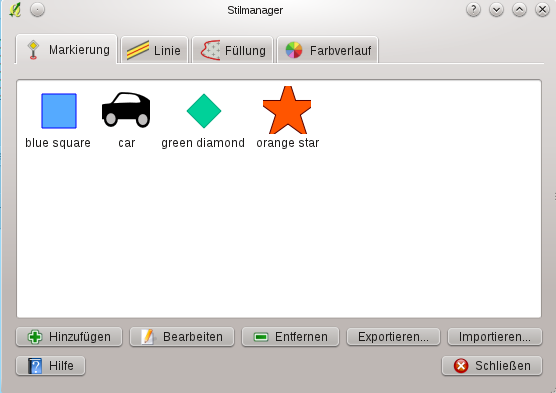 Stilmanager
Markierung Linie Füllung Farbverlauf
blue square car green diamond orange star
Hinzufügen Bearbeiten Entfernen Exportieren... Importieren...
Hilfe Schließen